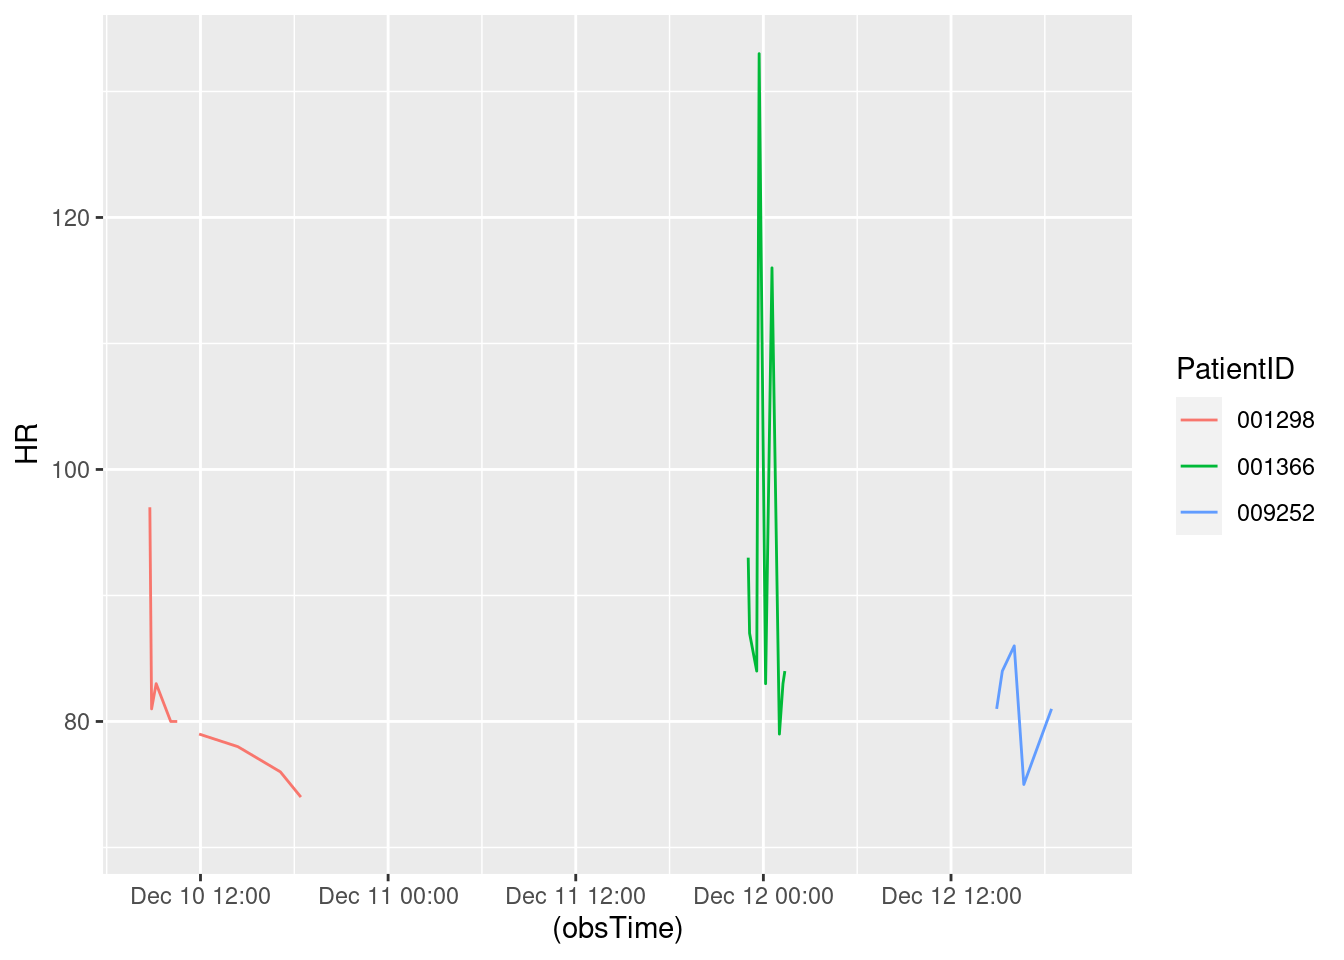 120
100
80
HR
Dec 10 12:00
Dec 11 00:00
Dec 11 12:00
Dec 12 00:00
Dec 12 12:00
(obsTime)
PatientID
001298
001366
009252